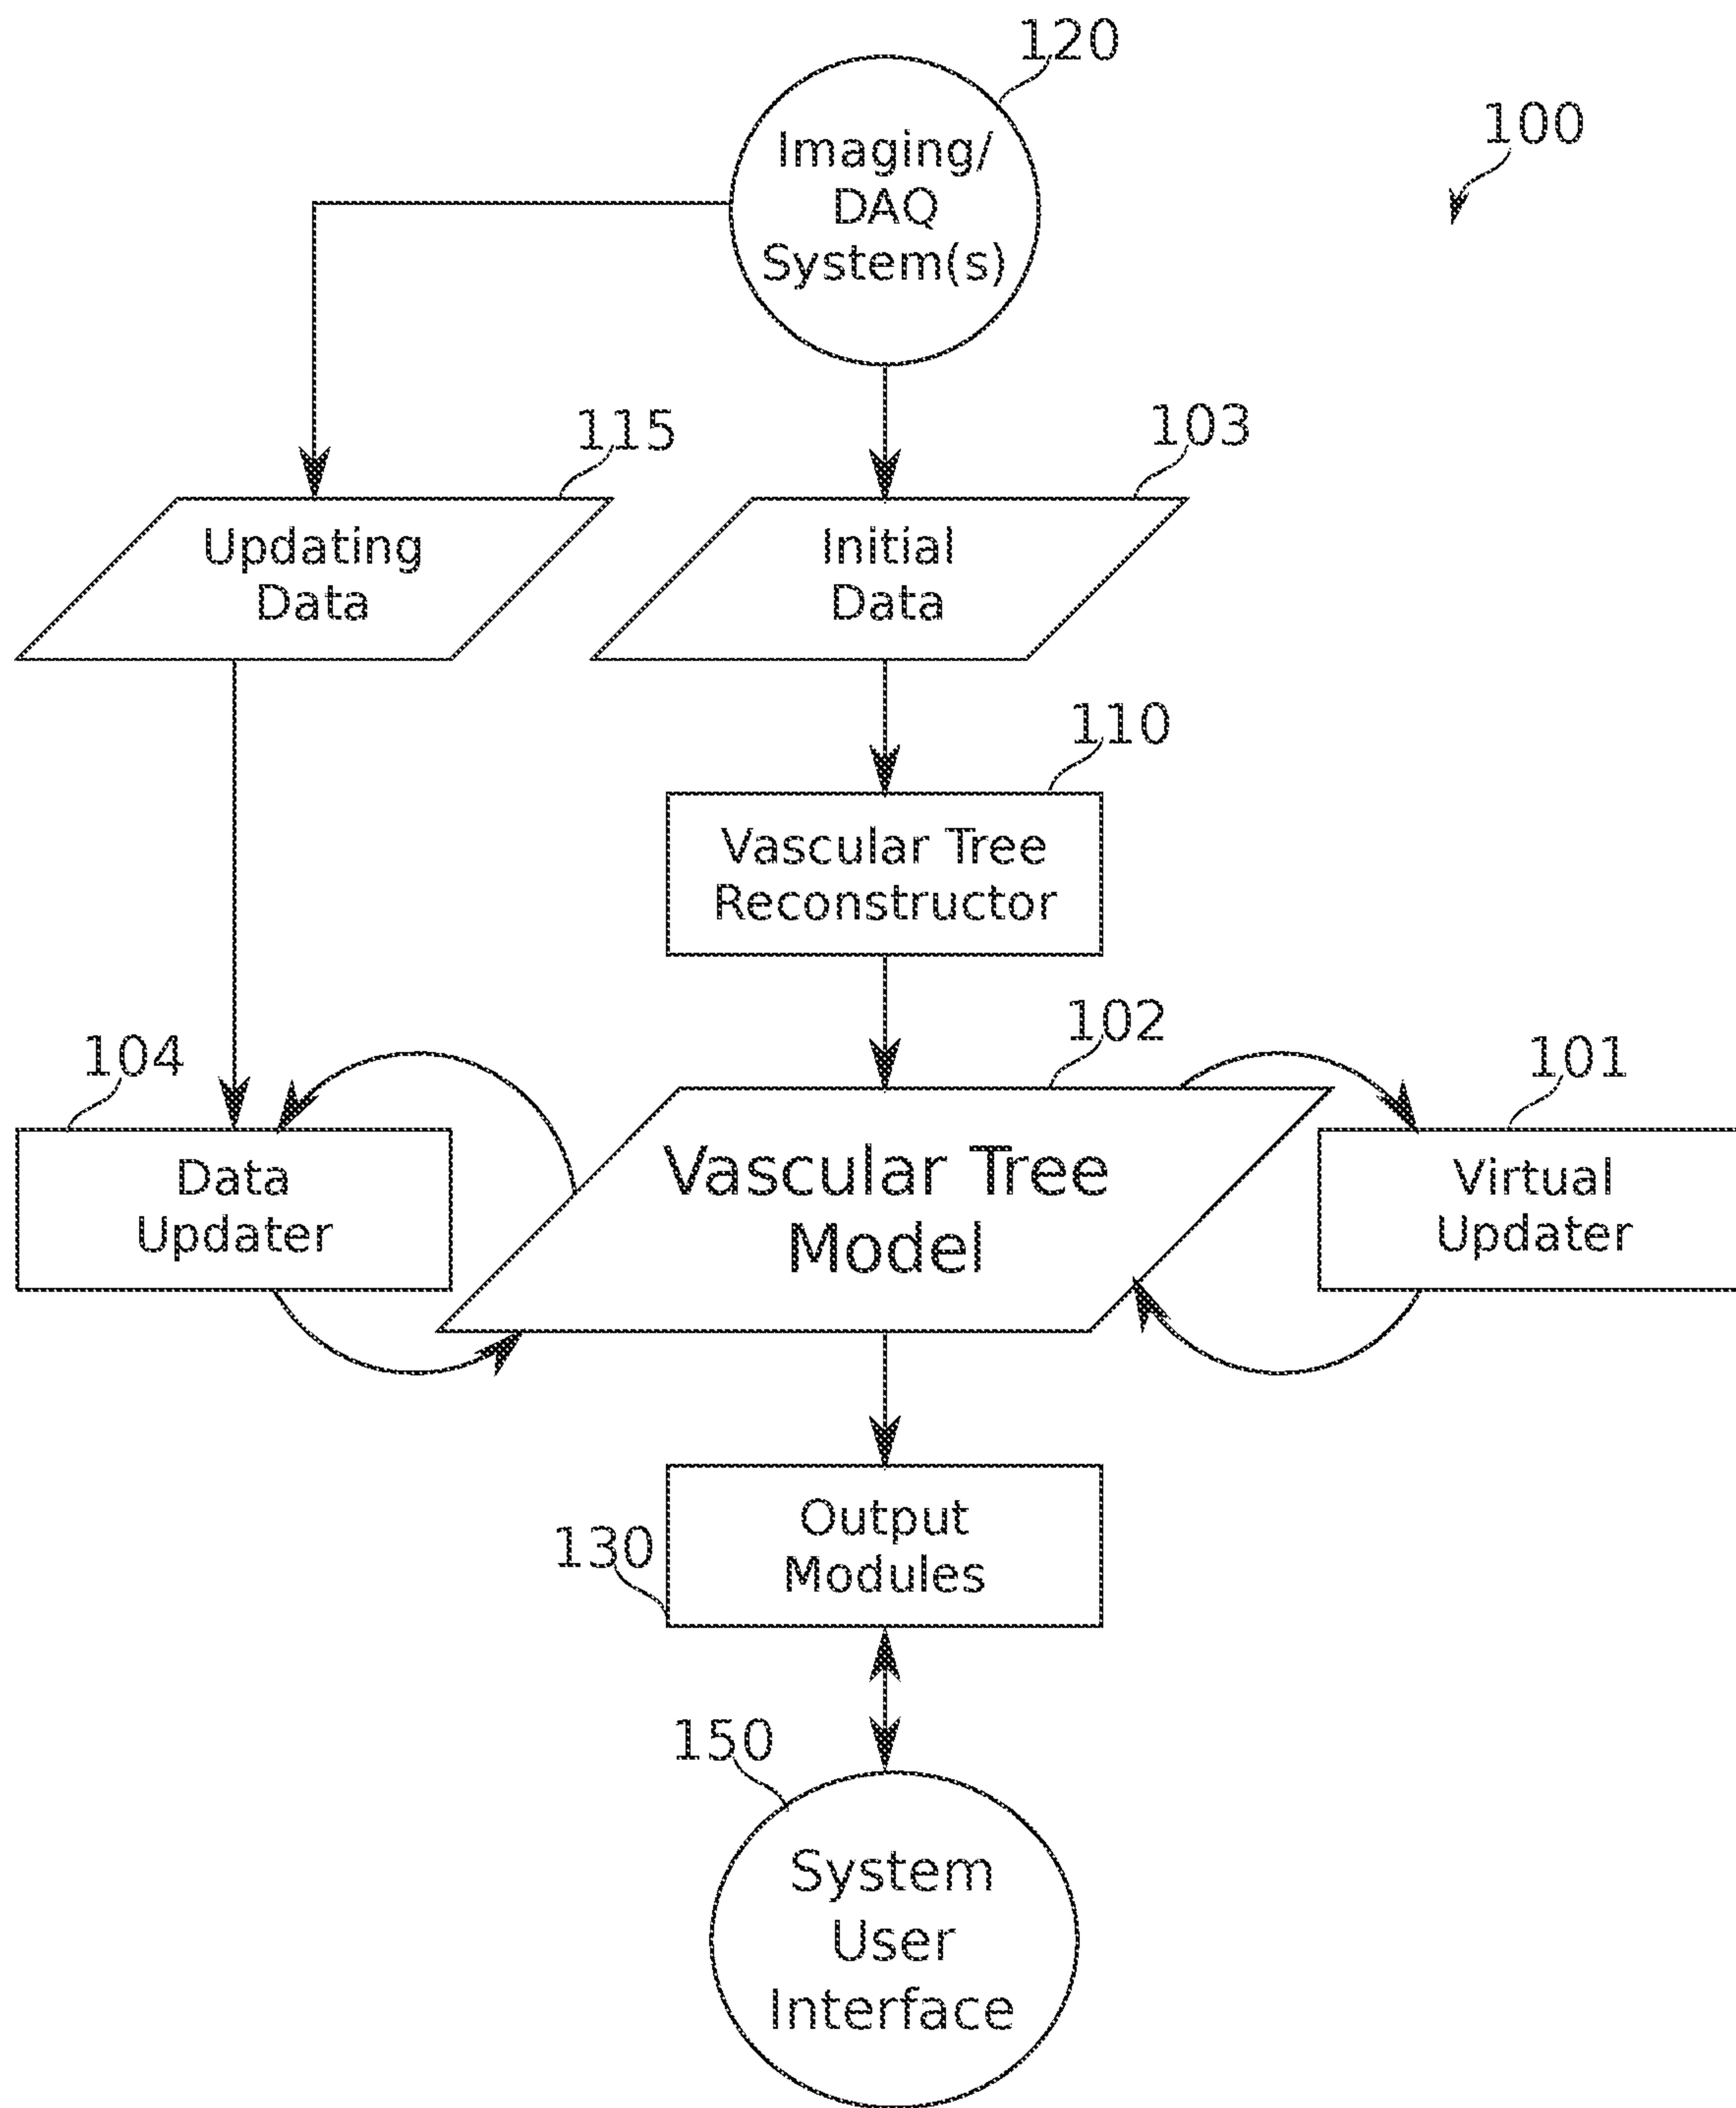 120
100
Imaging/
DAQ
System(s)
115
103
Updating
Data
Initial
Data
110
Vascular Tree
Reconstructor
102
104
101
Data
Updater
Vascular Tree
Model
Virtual
Updater
130
Output
Modules
150
System
User
Interface